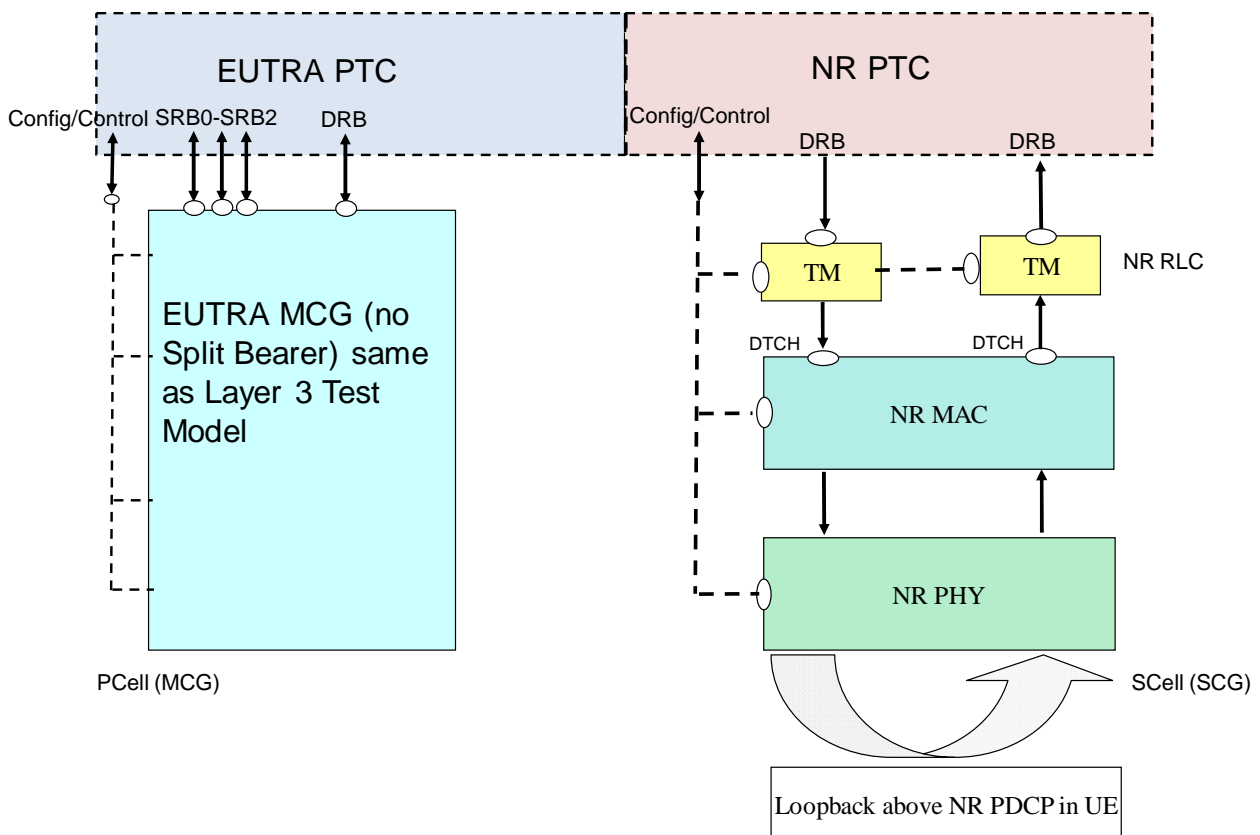 EUTRA PTC
NR PTC
Config/Control
SRB0-SRB2
DRB
Config/Control
DRB
DRB
TM
TM
NR RLC
EUTRA MCG (no
Split Bearer) same
as Layer 3 Test
Model
DTCH
DTCH
NR MAC
NR PHY
PCell (MCG)
SCell (SCG)
Loopback above NR PDCP in UE